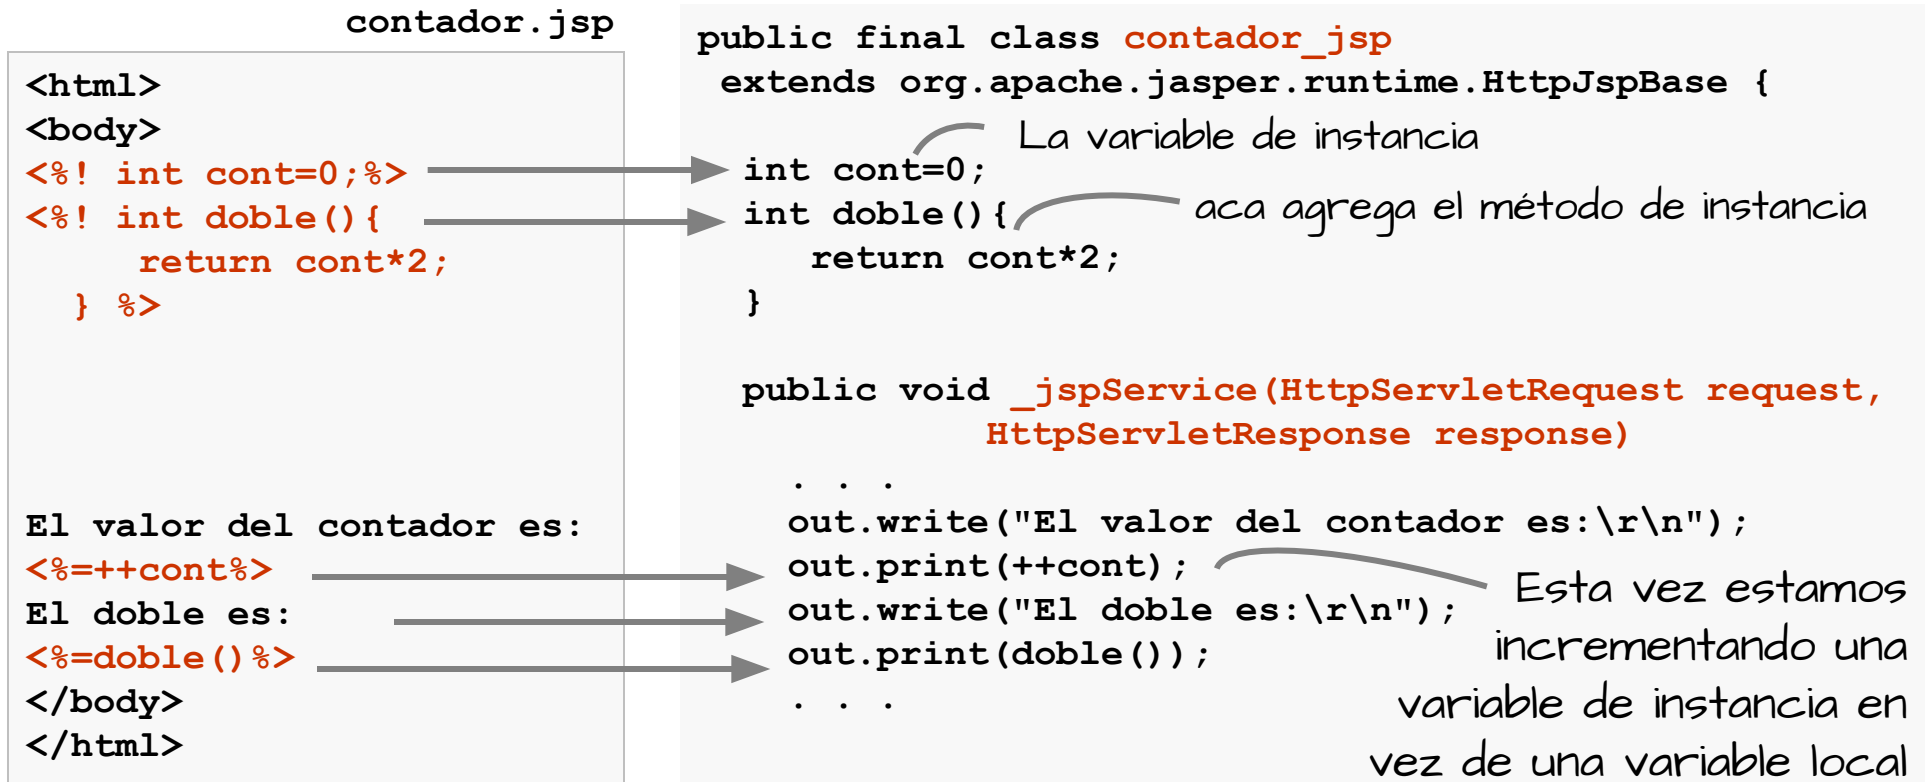 contador.jsp
<html>
<body>
<%! int cont=0;%>
<%! int doble(){
return cont*2;
} %>
El valor del contador es:
<%=++cont%>
El doble es:
<%=doble()%>
</body>
</html>
public final class contador_jsp
extends org.apache.jasper.runtime.HttpJspBase {
La variable de instancia
int cont=0;
int doble(){
aca agrega el método de instancia
return cont*2;
}
public void _jspService(HttpServletRequest request,
HttpServletResponse response)
. . .
out.write("El valor del contador es:\r\n");
out.print(++cont);
out.write("El doble es:\r\n");
out.print(doble());
. . .
Esta vez estamos
incrementando una
variable de instancia en
vez de una variable local